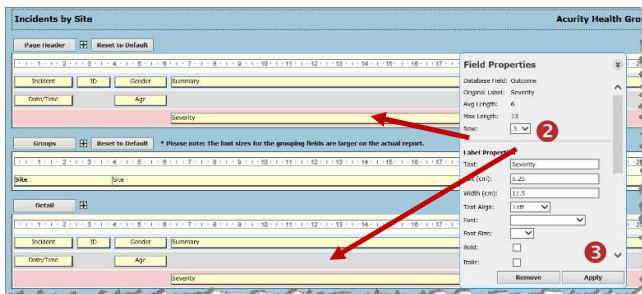 Incidents by Site
Acurity Health Gro
Page Header
Reset to Default
Incident ID Gender Summary
Date/Time Age
Severity
Groups
Reset to Default
* Please note: The font sizes for the grouping fields are larger on the actual report.
Site Site
Detail
Incident ID Gender Summary
Date/Time Age
Severity
Field Properties
Database Field: Outcome
Original Label: Severity
Avg Length: 6
Max Length: 13
Row: 3
2
Label Properti
Text: Severity
(cm): 6.25
Width (cm): 11.5
Text Align: Left
Font:
Font Size:
Bold:
Italic:
3
Remove Apply